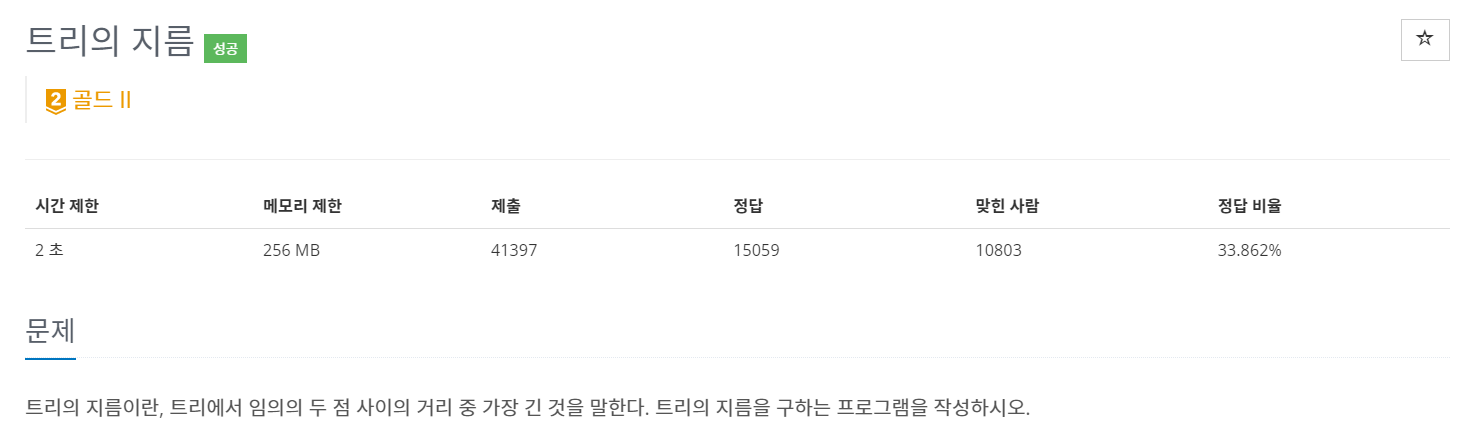 트리의 지름 성공
2 골드 II
시간 제한 메모리 제한 제출 정답 맞힌 사람 정답 비율
2 초 256 MB 41397 15059 10803 33.862%
문제
트리의 지름이란, 트리에서 임의의 두 점 사이의 거리 중 가장 긴 것을 말한다. 트리의 지름을 구하는 프로그램을 작성하시오.